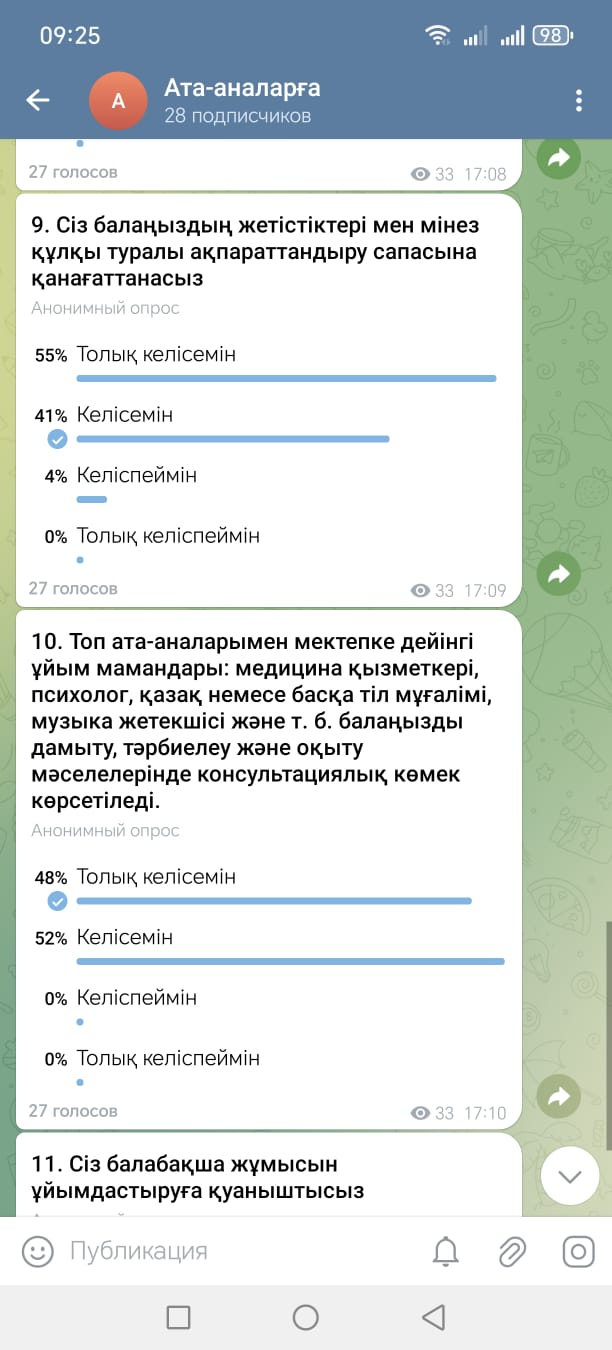 09:25
98
А
Ата-аналарға
28 подписчиков
27 голосов
33 17:08
9. Сіз балаңыздың жетістіктері мен мінез
құлқы туралы ақпараттандыру сапасына
қанағаттанасыз
Анонимный опрос
55% Толық келісемін
41% Келісемін
4% Келіспеймін
0% Толық келіспеймін
27 голосов
33 17:09
10. Топ ата-аналарымен мектепке дейінгі
ұйым мамандары: медицина қызметкері,
психолог, қазақ немесе басқа тіл мұғалімі,
музыка жетекшісі және т. б. балаңызды
дамыту, тәрбиелеу және оқыту
мәселелерінде консультациялық көмек
көрсетіледі.
Анонимный опрос
48% Толық келісемін
52% Келісемін
0% Келіспеймін
0% Толық келіспеймін
27 голосов
33 17:10
11. Сіз балабақша жұмысын
ұйымдастыруға қуаныштысыз
Публикация